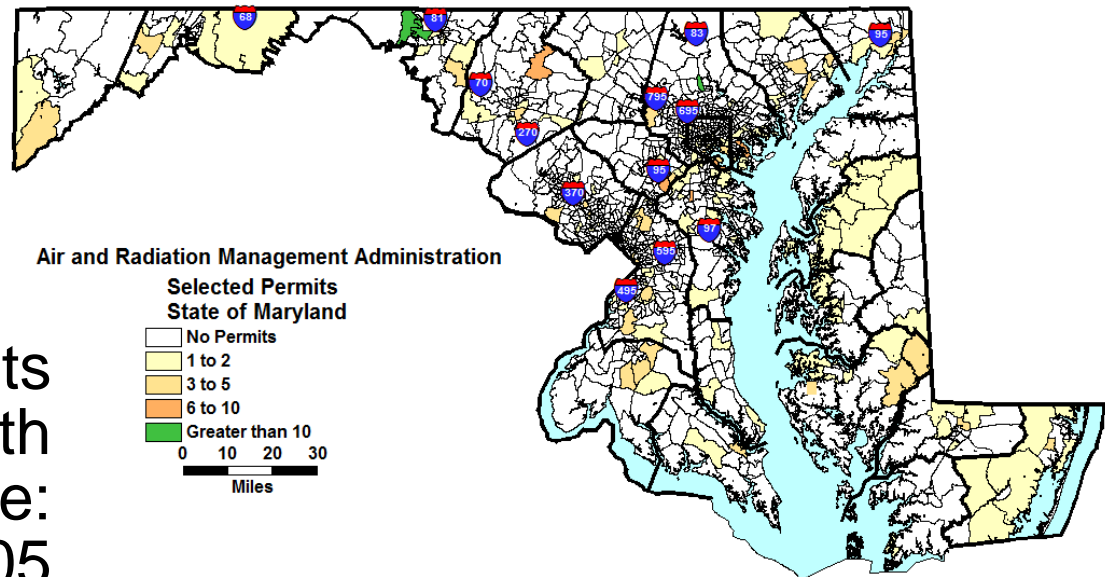 68
81
83
95
70
795
695
270
95
370
97
595
495
Air and Radiation Management Administration
Selected Permits
State of Maryland
No Permits
1 to 2
3 to 5
6 to 10
Greater than 10
0 10 20 30
Miles
ts
th
e:
05